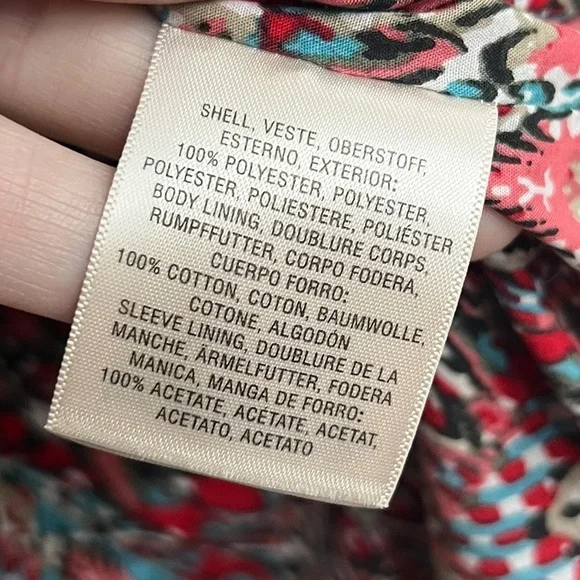 SHELL, VESTE, OBERSTOFF,
ESTERNO, EXTERIOR:
100% POLYESTER, POLYESTER,
POLYESTER, POLIESTERE, POLIÉSTER
BODY LINING, DOUBLURE CORPS,
RUMPFFUTTER, CORPO FODERA,
CUERPO FORRO:
100% COTTON, COTON, BAUMWOLLE,
COTONE, ALGODÓN
SLEEVE LINING, DOUBLURE DE LA
MANCHE, ÄRMELFUTTER, FODERA
MANICA, MANGA DE FORRO:
100% ACETATE, ACÉTATE, ACETAT,
ACETATO, ACETATO